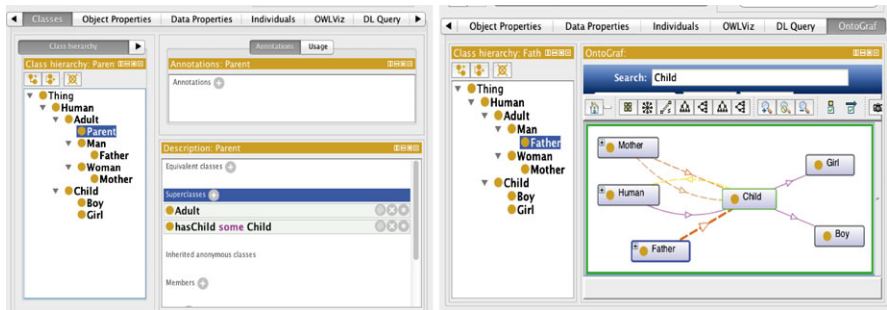 Classes Object Properties Data Properties Individuals OWLViz DL Query
Class hierarchy
Class hierarchy: Paren
Thing
Human
Adult
Parent
Man
Father
Woman
Mother
Child
Boy
Girl
Annotations Usage
Annotations: Parent
Annotations
Description: Parent
Equivalent classes
Superclasses
Adult
hasChild some Child
Inherited anonymous classes
Members
Object Properties Data Properties Individuals OWLViz DL Query OntoGraf
Class hierarchy: Fath
Thing
Human
Adult
Man
Father
Woman
Mother
Child
Boy
Girl
OntoGraf:
Search: Child
Mother
Girl
Human
Child
Boy
Father